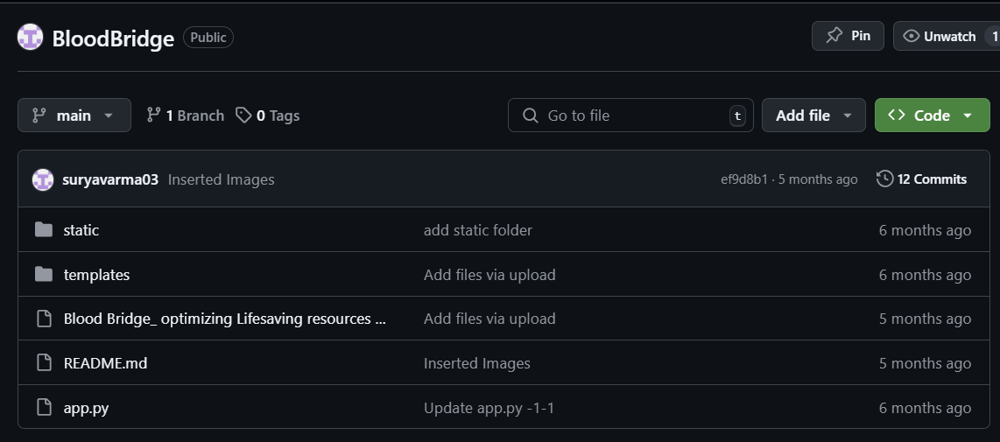 BloodBridge Public Pin Unwatch 1
main 1 Branch 0 Tags Go to file t Add file Code
suryavarma03 Inserted Images ef9d8b1 · 5 months ago 12 Commits
static add static folder 6 months ago
templates Add files via upload 6 months ago
Blood Bridge_ optimizing Lifesaving resources ... Add files via upload 5 months ago
README.md Inserted Images 5 months ago
app.py Update app.py -1-1 6 months ago